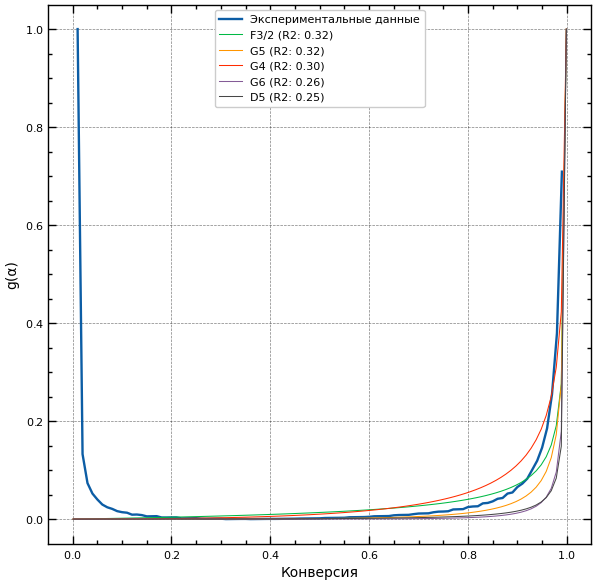 Экспериментальные данные
F3/2 (R2: 0.32)
G5 (R2: 0.32)
G4 (R2: 0.30)
G6 (R2: 0.26)
D5 (R2: 0.25)
1.0
0.8
0.6
0.4
0.2
0.0
g(α)
0.0 0.2 0.4 0.6 0.8 1.0
Конверсия